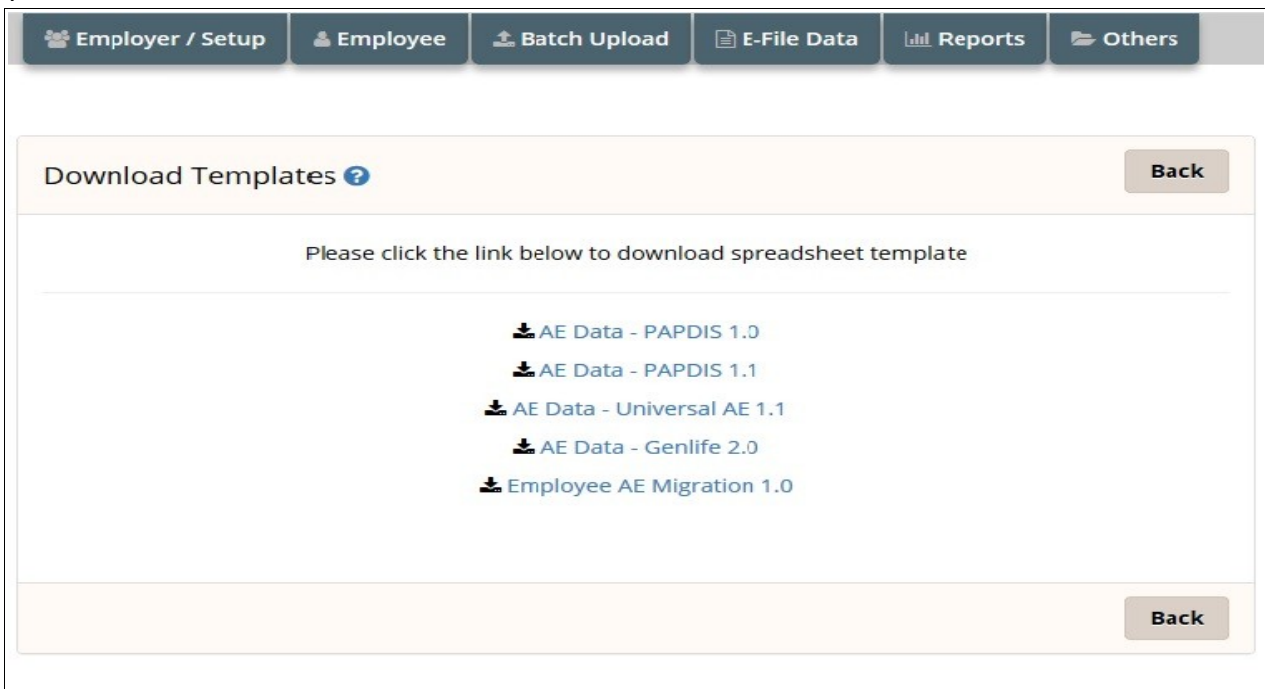 Employer / Setup Employee Batch Upload E-File Data Reports Others
Download Templates Back
Please click the link below to download spreadsheet template
AE Data - PAPDIS 1.0
AE Data - PAPDIS 1.1
AE Data - Universal AE 1.1
AE Data - Genlife 2.0
Employee AE Migration 1.0
Back